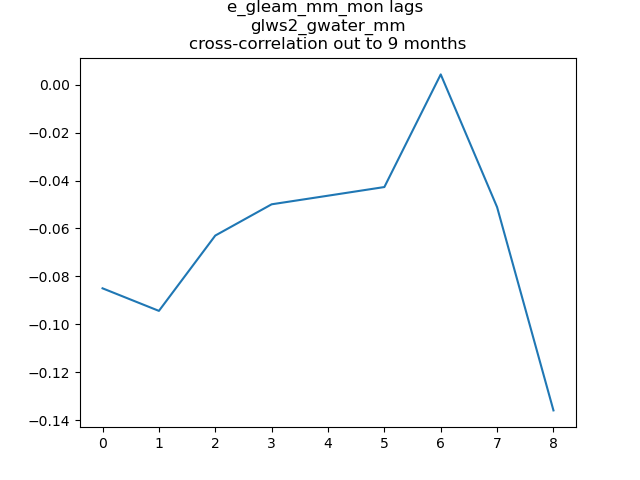 e_gleam_mm_mon lags
glws2_gwater_mm
cross-correlation out to 9 months
0.00
−0.02
−0.04
−0.06
−0.08
−0.10
−0.12
−0.14
0 1 2 3 4 5 6 7 8